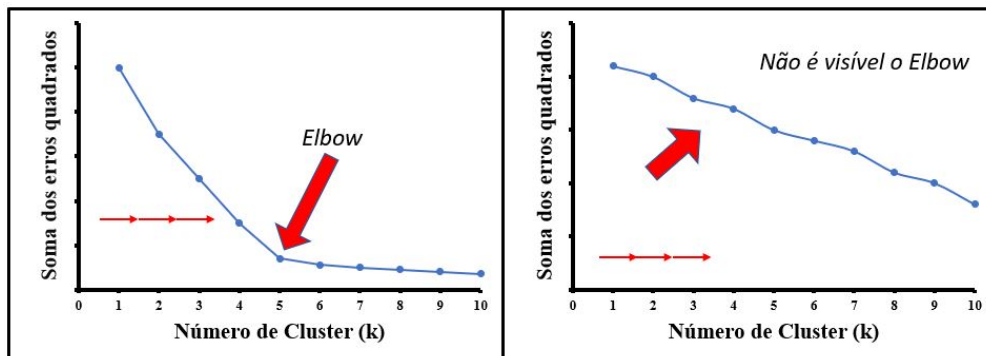 Soma dos erros quadrados
Elbow
0 1 2 3 4 5 6 7 8 9 10
Número de Cluster (k)
Soma dos erros quadrados
Não é visível o Elbow
0 1 2 3 4 5 6 7 8 9 10
Número de Cluster (k)